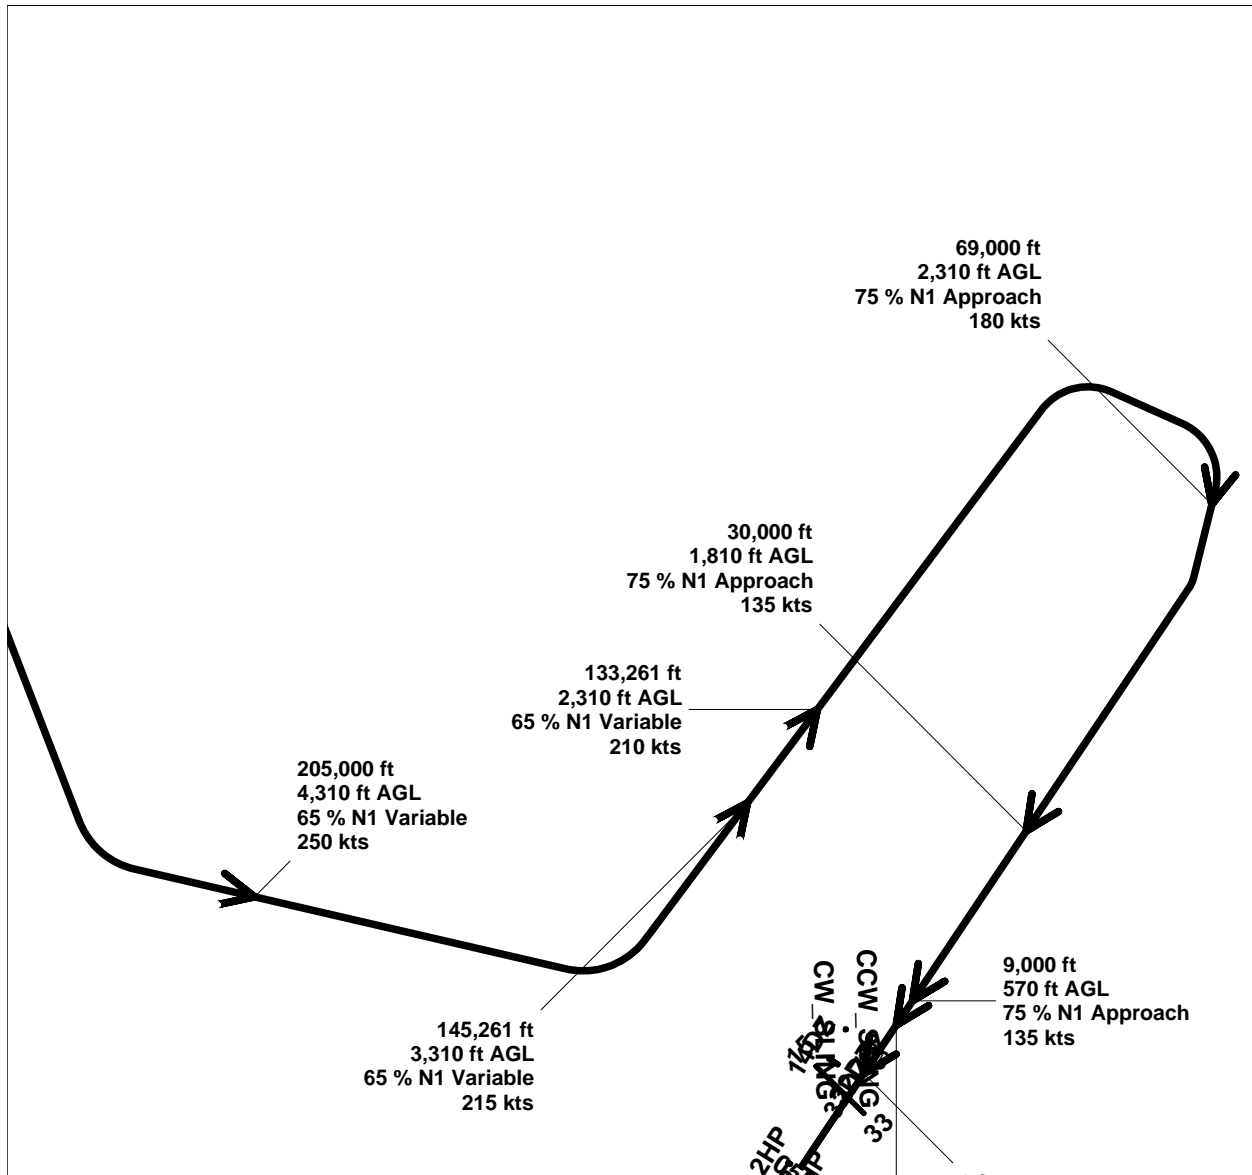 69,000 ft
2,310 ft AGL
75 % N1 Approach
180 kts
30,000 ft
1,810 ft AGL
75 % N1 Approach
135 kts
133,261 ft
2,310 ft AGL
65 % N1 Variable
210 kts
205,000 ft
4,310 ft AGL
65 % N1 Variable
250 kts
9,000 ft
570 ft AGL
75 % N1 Approach
135 kts
145,261 ft
3,310 ft AGL
65 % N1 Variable
215 kts
CCW
CW
33
2HP